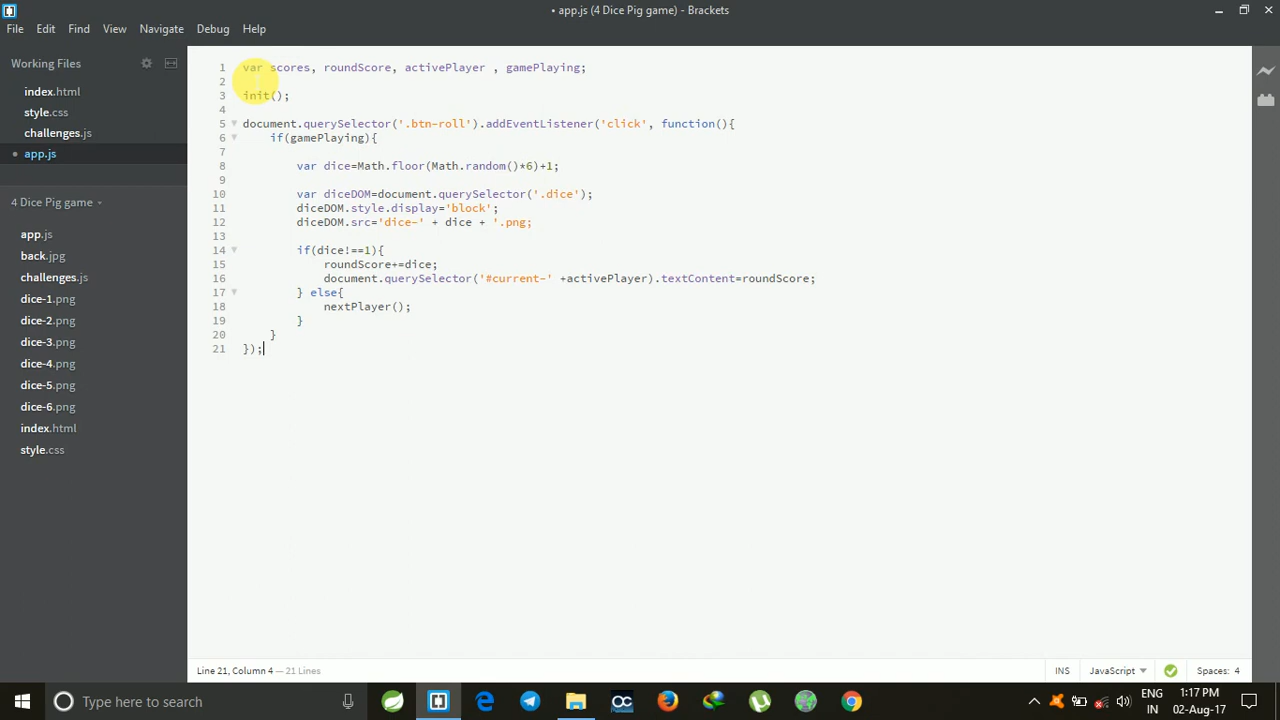 • app.js (4 Dice Pig game) - Brackets
File Edit Find View Navigate Debug Help
Working Files
index.html
style.css
challenges.js
• app.js
4 Dice Pig game
app.js
back.jpg
challenges.js
dice-1.png
dice-2.png
dice-3.png
dice-4.png
dice-5.png
dice-6.png
index.html
style.css
1 var scores, roundScore, activePlayer , gamePlaying;
2
3 init();
4
5 document.querySelector('.btn-roll').addEventListener('click', function(){
6 if(gamePlaying){
7
8 var dice=Math.floor(Math.random()*6)+1;
9
10 var diceDOM=document.querySelector('.dice');
11 diceDOM.style.display='block';
12 diceDOM.src='dice-' + dice + '.png;
13
14 if(dice!==1){
15 roundScore+=dice;
16 document.querySelector('#current-' +activePlayer).textContent=roundScore;
17 } else{
18 nextPlayer();
19 }
20 }
21 });
Line 21, Column 4 — 21 Lines
INS JavaScript Spaces: 4
Type here to search
ENG 1:17 PM
IN 02-Aug-17